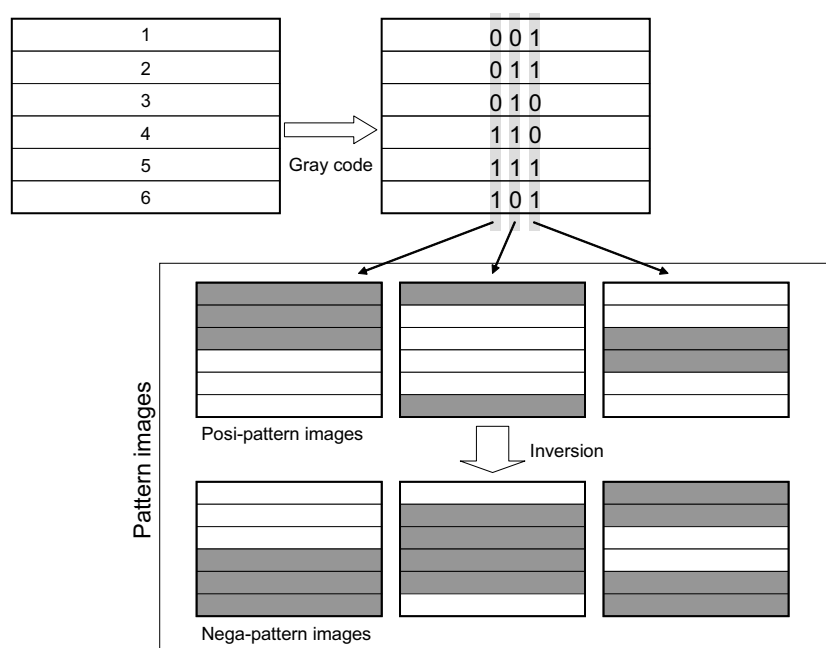 1
2
3
4
5
6
Gray code
0 0 1
0 1 1
0 1 0
1 1 0
1 1 1
1 0 1
Pattern images
Posi-pattern images
Inversion
Nega-pattern images